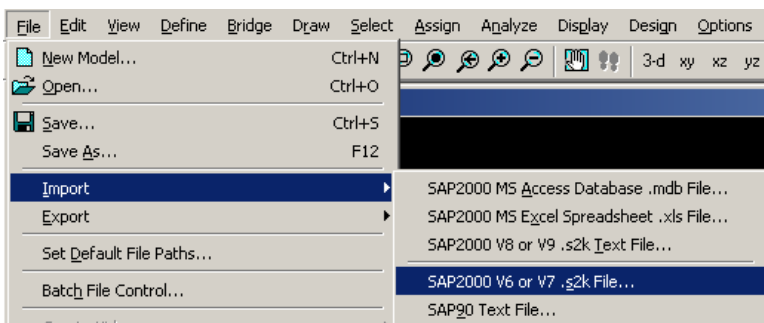 File Edit View Define Bridge Draw Select Assign Analyze Display Design Options
New Model... Ctrl+N
3-d xy xz yz
Open... Ctrl+O
Save... Ctrl+S
Save As... F12
Import
SAP2000 MS Access Database .mdb File...
Export
SAP2000 MS Excel Spreadsheet .xls File...
SAP2000 V8 or V9 .s2k Text File...
Set Default File Paths...
SAP2000 V6 or V7 .s2k File...
Batch File Control...
SAP90 Text File...